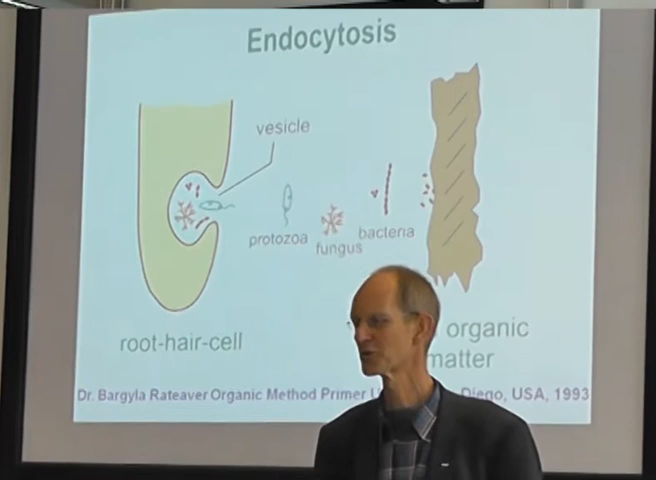 Endocytosis
vesicle
protozoa
fungus
bacteria
root-hair-cell
organic
matter
Dr. Bargyla Rateaver Organic Method Primer Diego, USA, 1993